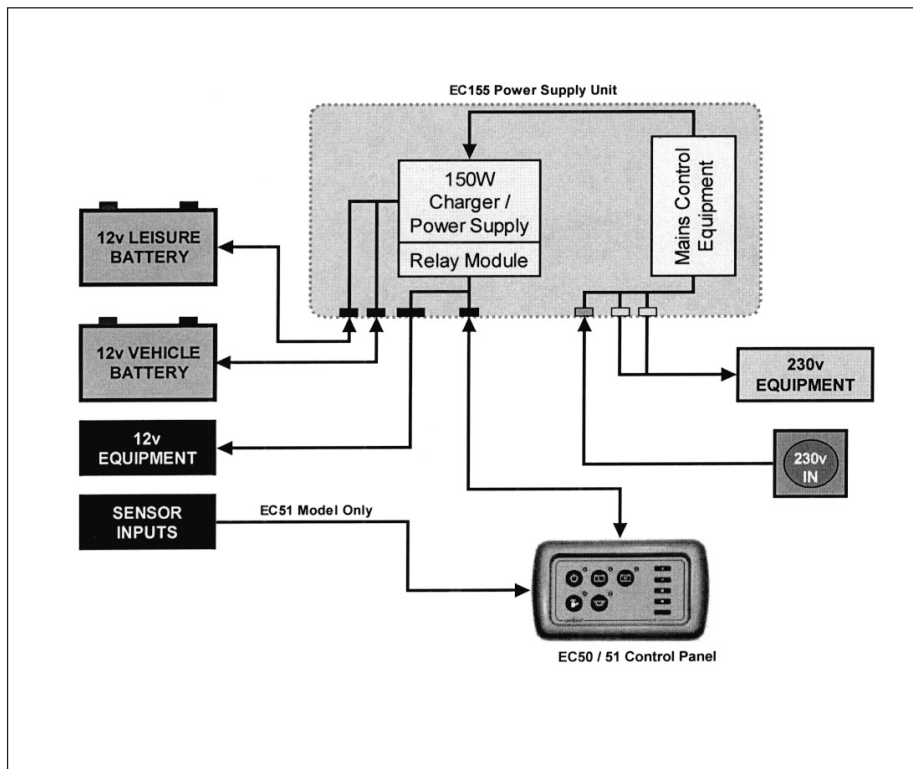 EC155 Power Supply Unit
150W
Charger /
Power Supply
Relay Module
Mains Control
Equipment
12v LEISURE
BATTERY
12v VEHICLE
BATTERY
12v
EQUIPMENT
SENSOR
INPUTS
EC51 Model Only
230v
EQUIPMENT
230v
IN
EC50 / 51 Control Panel